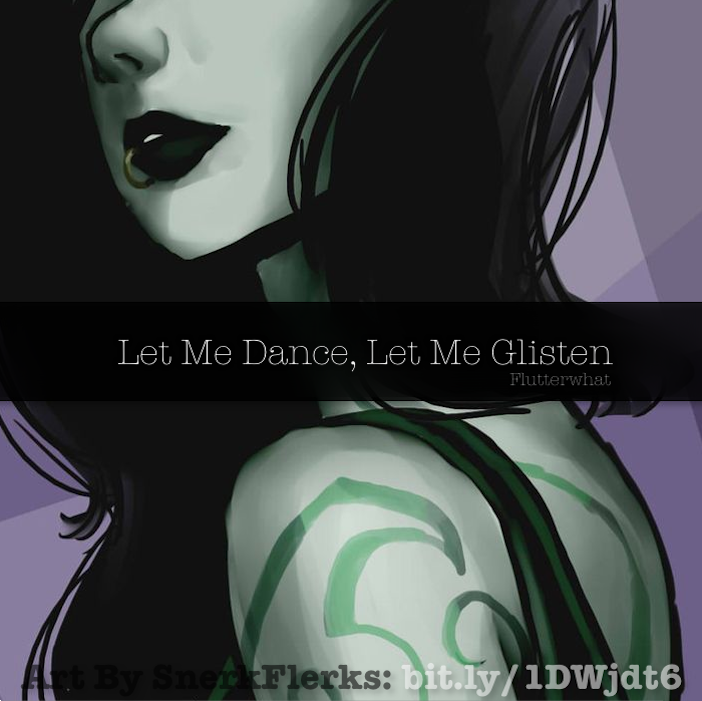 Let Me Dance, Let Me Glisten
Flutterwhat
Art By SnerkFlerks: bit.ly/1DWjdt6